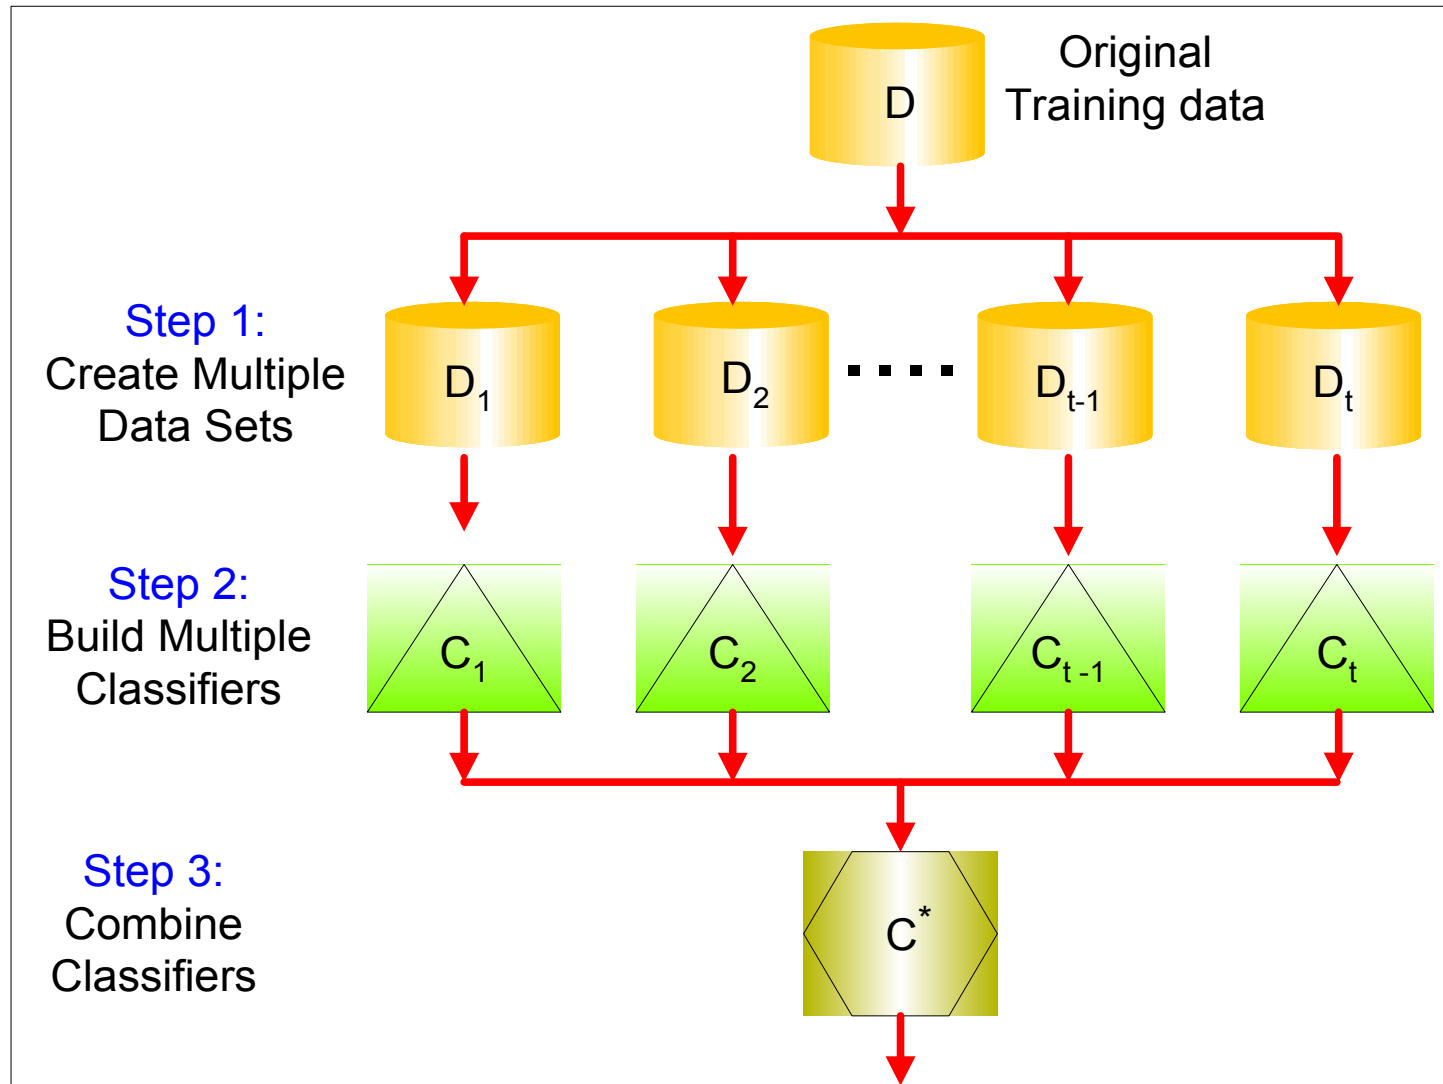 D
Original
Training data
Step 1:
Create Multiple
Data Sets
D1
D2
Dt-1
Dt
Step 2:
Build Multiple
Classifiers
C1
C2
Ct -1
Ct
Step 3:
Combine
Classifiers
C*